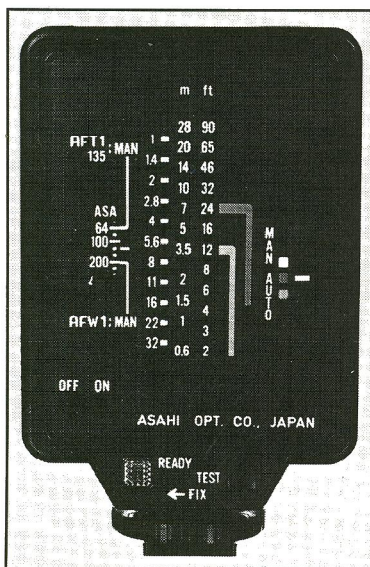 m ft
28 90
AFT1 1 20 65
135 :MAN 1.4 14 46
2 10 32
2.8 7 24
ASA
64 4 5 16
100 5.6 3.5 12
200 8 8
11 2 6
16 1.5 4
AFW1:MAN 22 1 3
32 0.6 2
MAN AUTO
OFF ON
ASAHI OPT. CO., JAPAN
READY
TEST
←FIX